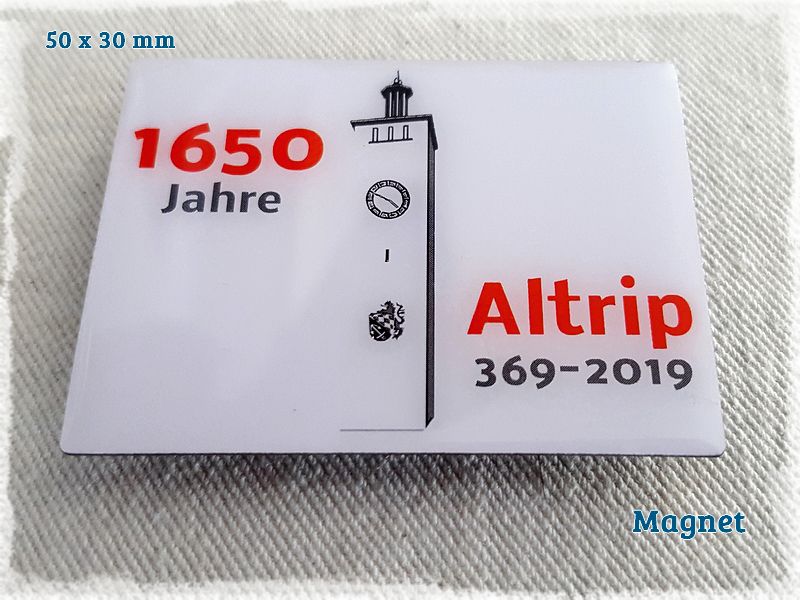 50 x 30 mm
1650
Jahre
Altrip
369-2019
Magnet